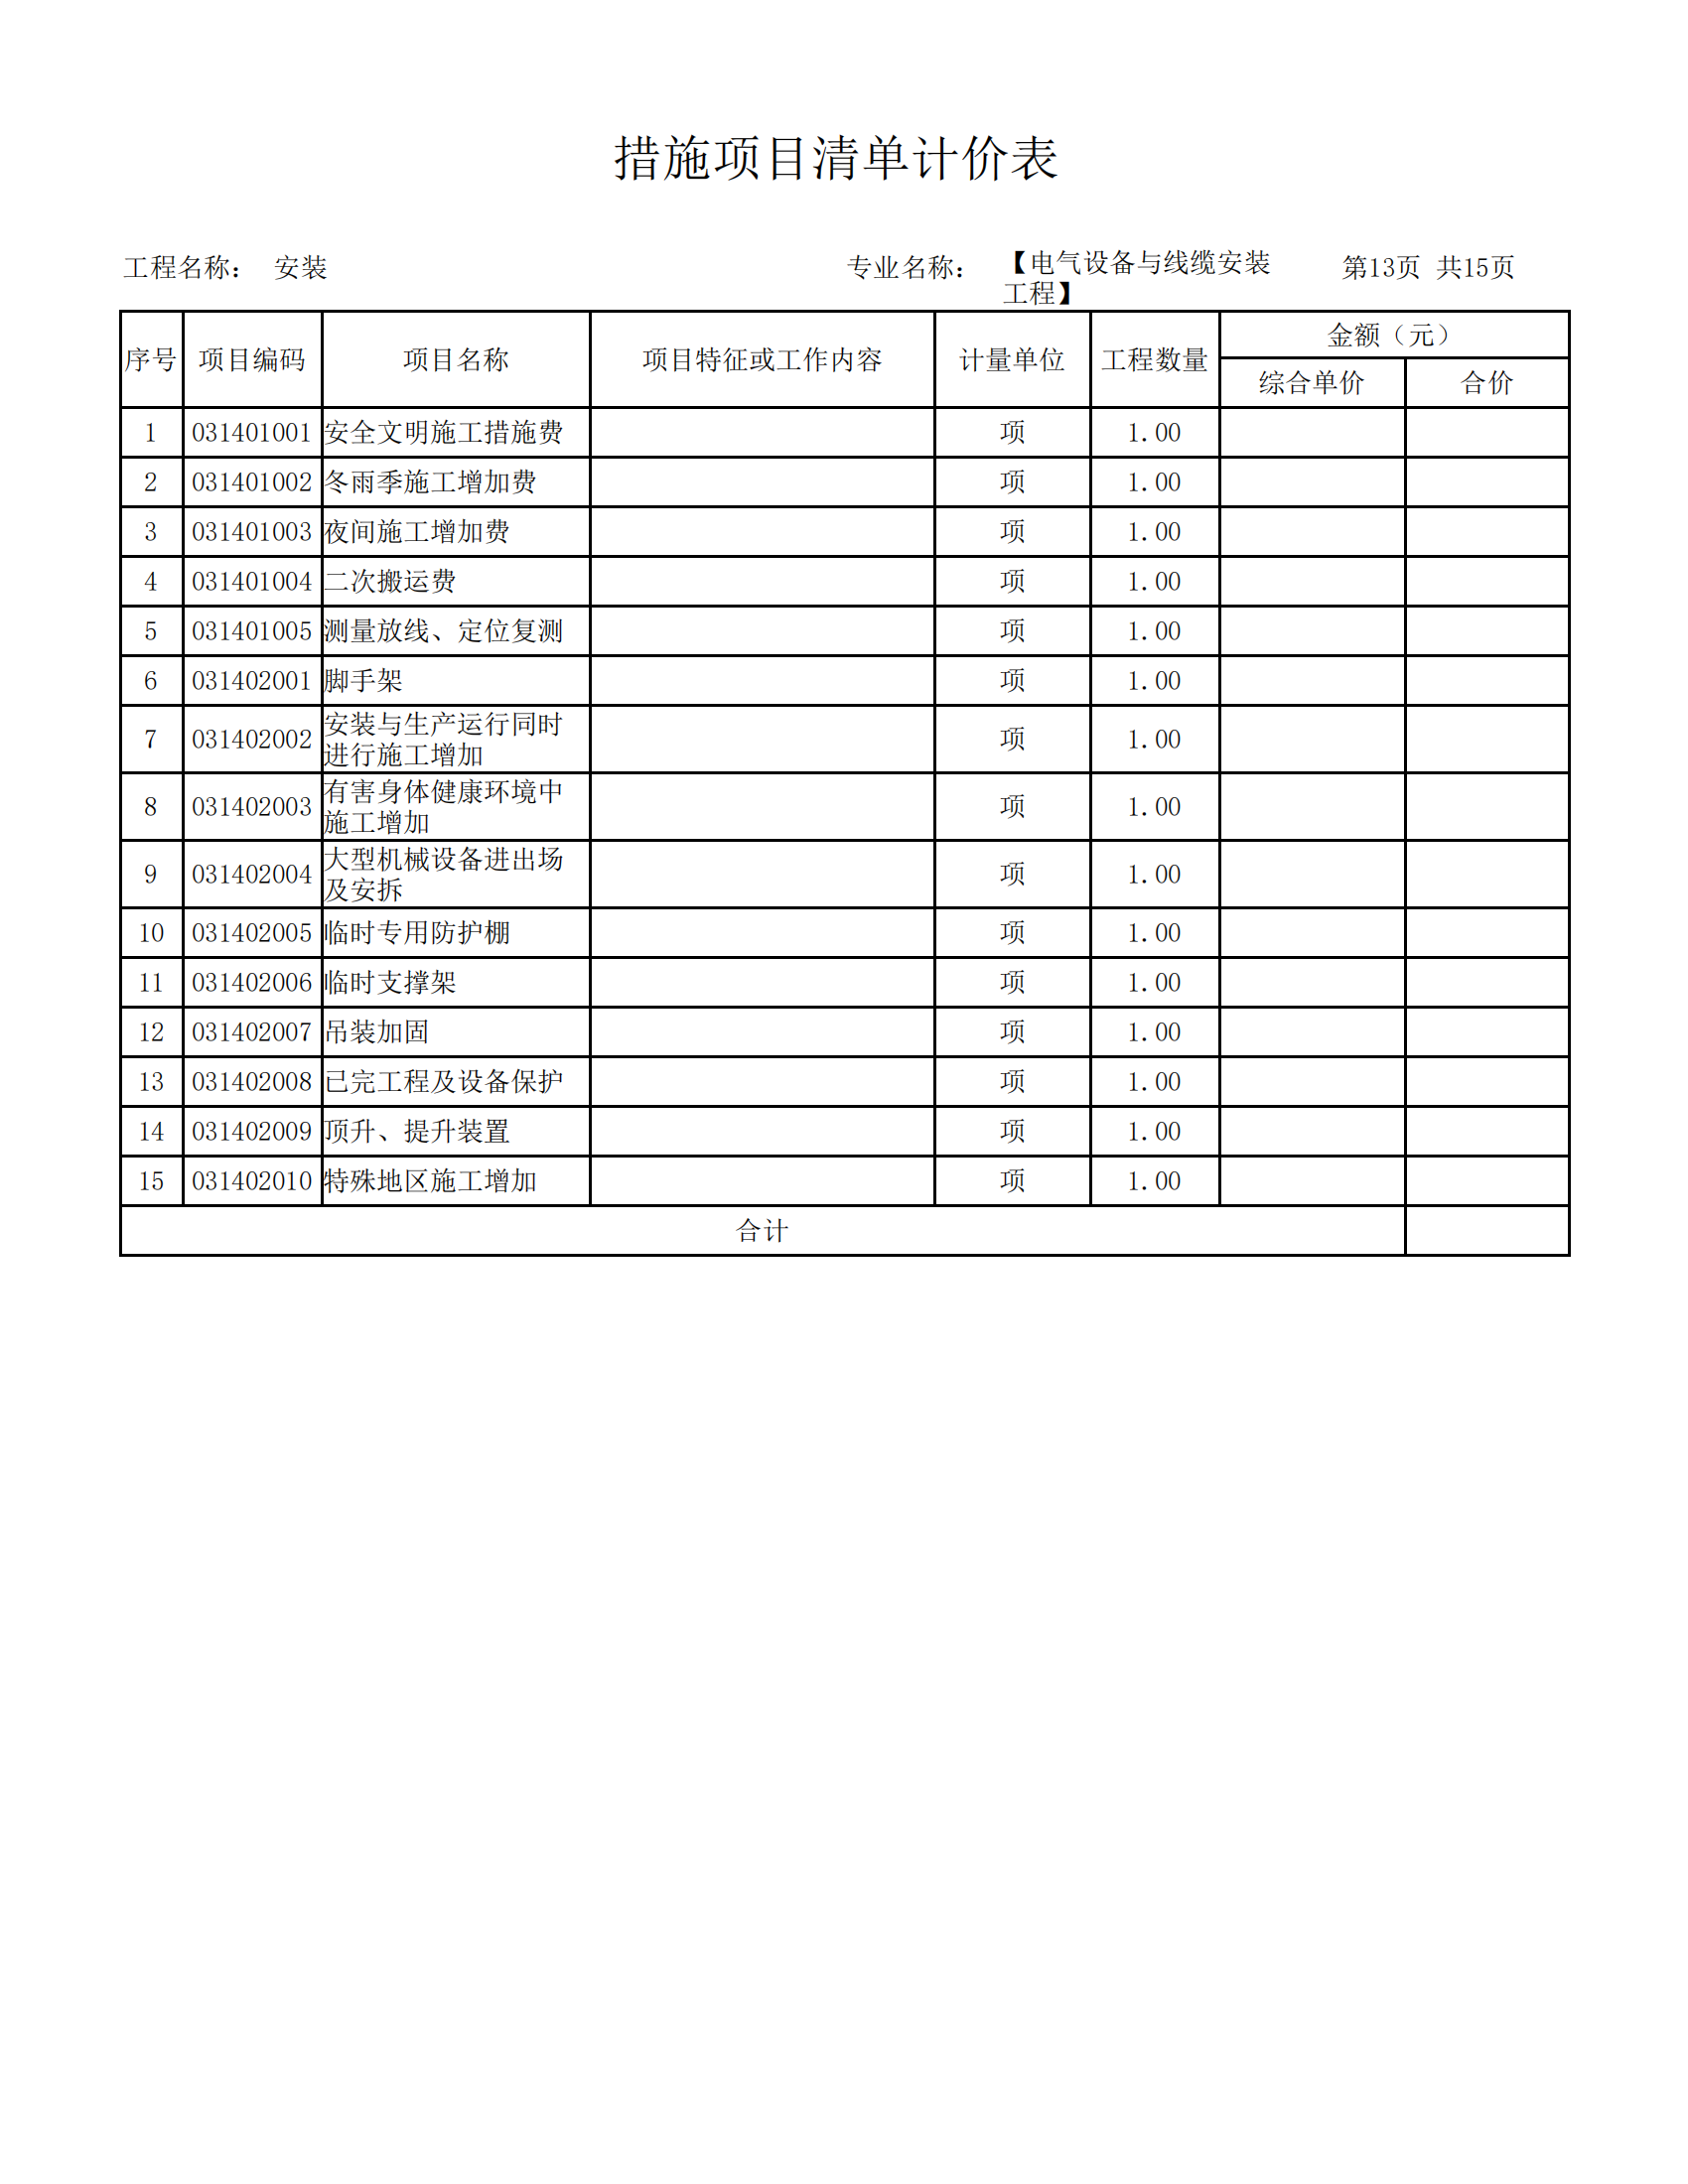 措施项目清单计价表
工程名称： 安装 专业名称： 【电气设备与线缆安装 第13页 共15页
工程】
序号 项目编码 项目名称 项目特征或工作内容 计量单位 工程数量 金额（元）
综合单价 合价
1 031401001 安全文明施工措施费 项 1.00
2 031401002 冬雨季施工增加费 项 1.00
3 031401003 夜间施工增加费 项 1.00
4 031401004 二次搬运费 项 1.00
5 031401005 测量放线、定位复测 项 1.00
6 031402001 脚手架 项 1.00
7 031402002 安装与生产运行同时 项 1.00
进行施工增加
8 031402003 有害身体健康环境中 项 1.00
施工增加
9 031402004 大型机械设备进出场 项 1.00
及安拆
10 031402005 临时专用防护棚 项 1.00
11 031402006 临时支撑架 项 1.00
12 031402007 吊装加固 项 1.00
13 031402008 已完工程及设备保护 项 1.00
14 031402009 顶升、提升装置 项 1.00
15 031402010 特殊地区施工增加 项 1.00
合计